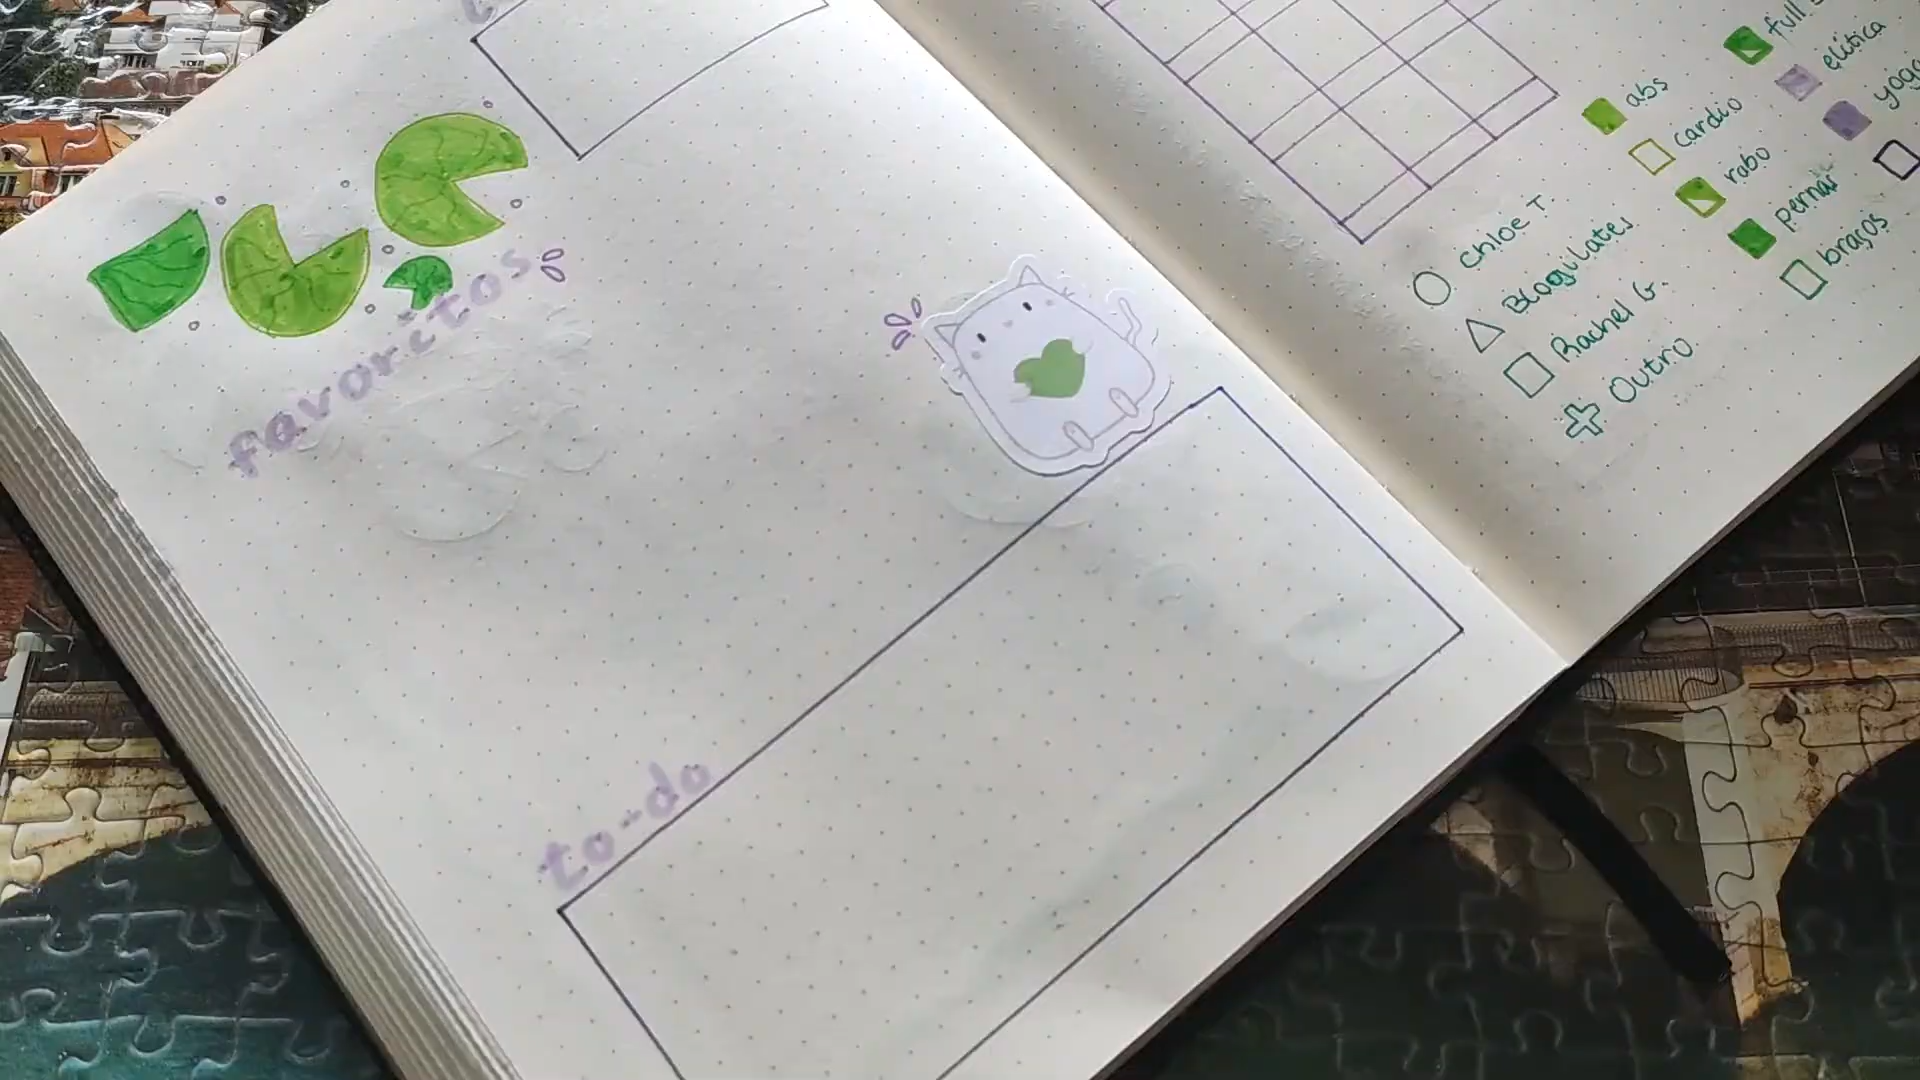 favoritos
to-do
abs
cardio
rabo
pernas
braços
full
elítica
yoga
Chloe T.
Blogilates
Rachel G.
Outro